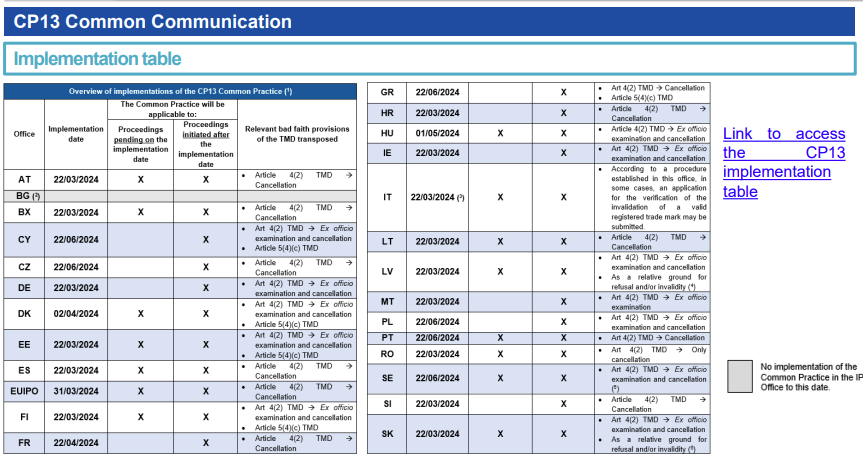 CP13 Common Communication
Implementation table
Overview of implementations of the CP13 Common Practice (¹)
Office
Implementation
date
The Common Practice will be
applicable to:
Proceedings
pending on the
implementation
date
Proceedings
initiated after
the
implementation
date
Relevant bad faith provisions
of the TMD transposed
AT 22/03/2024 X X • Article 4(2) TMD →
Cancellation
BG (²)
BX 22/03/2024 X X • Article 4(2) TMD →
Cancellation
CY 22/06/2024 X • Art 4(2) TMD → Ex officio
examination and cancellation
• Article 5(4)(c) TMD
CZ 22/06/2024 X • Article 4(2) TMD →
Cancellation
DE 22/03/2024 X • Art 4(2) TMD → Ex officio
examination and cancellation
DK 02/04/2024 X X • Art 4(2) TMD → Ex officio
examination and cancellation
• Article 5(4)(c) TMD
EE 22/03/2024 X X • Art 4(2) TMD → Ex officio
examination and cancellation
• Article 5(4)(c) TMD
ES 22/03/2024 X X • Article 4(2) TMD →
Cancellation
EUIPO 31/03/2024 X X • Article 4(2) TMD →
Cancellation
FI 22/03/2024 X X • Art 4(2) TMD → Ex officio
examination and cancellation
• Article 5(4)(c) TMD
FR 22/04/2024 X • Article 4(2) TMD →
Cancellation
GR 22/06/2024 X • Art 4(2) TMD → Cancellation
• Article 5(4)(c) TMD
HR 22/03/2024 X • Article 4(2) TMD →
Cancellation
HU 01/05/2024 X X • Article 4(2) TMD → Ex officio
examination and cancellation
IE 22/03/2024 X • Art 4(2) TMD → Ex officio
examination and cancellation
IT 22/03/2024 (³) X X • According to a procedure
established in this office, in
some cases, an application
for the verification of the
invalidation of a valid
registered trade mark may be
submitted.
LT 22/03/2024 X X • Article 4(2) TMD →
Cancellation
LV 22/03/2024 X X • Art 4(2) TMD → Ex officio
examination and cancellation
• As a relative ground for
refusal and/or invalidity (⁴)
MT 22/03/2024 X • Art 4(2) TMD → Ex officio
examination
PL 22/06/2024 X • Art 4(2) TMD → Ex officio
examination and cancellation
PT 22/06/2024 X X • Art 4(2) TMD → Cancellation
RO 22/03/2024 X X • Art 4(2) TMD → Only
cancellation
SE 22/06/2024 X X • Art 4(2) TMD → Ex officio
examination and cancellation
(⁵)
SI 22/03/2024 X • Article 4(2) TMD →
Cancellation
SK 22/03/2024 X X • Art 4(2) TMD → Ex officio
examination and cancellation
• As a relative ground for
refusal and/or invalidity (⁶)
Link to access
the CP13
implementation
table
No implementation of the
Common Practice in the IP
Office to this date.